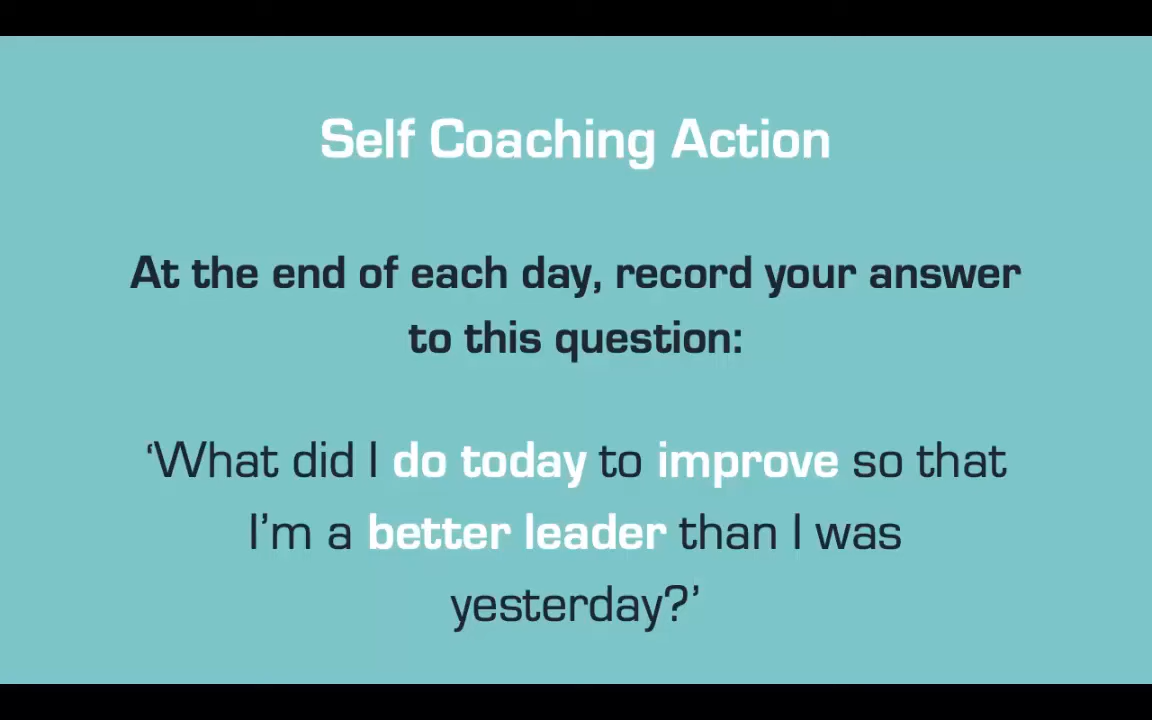 Self Coaching Action
At the end of each day, record your answer
to this question:
‘What did I do today to improve so that
I’m a better leader than I was
yesterday?’